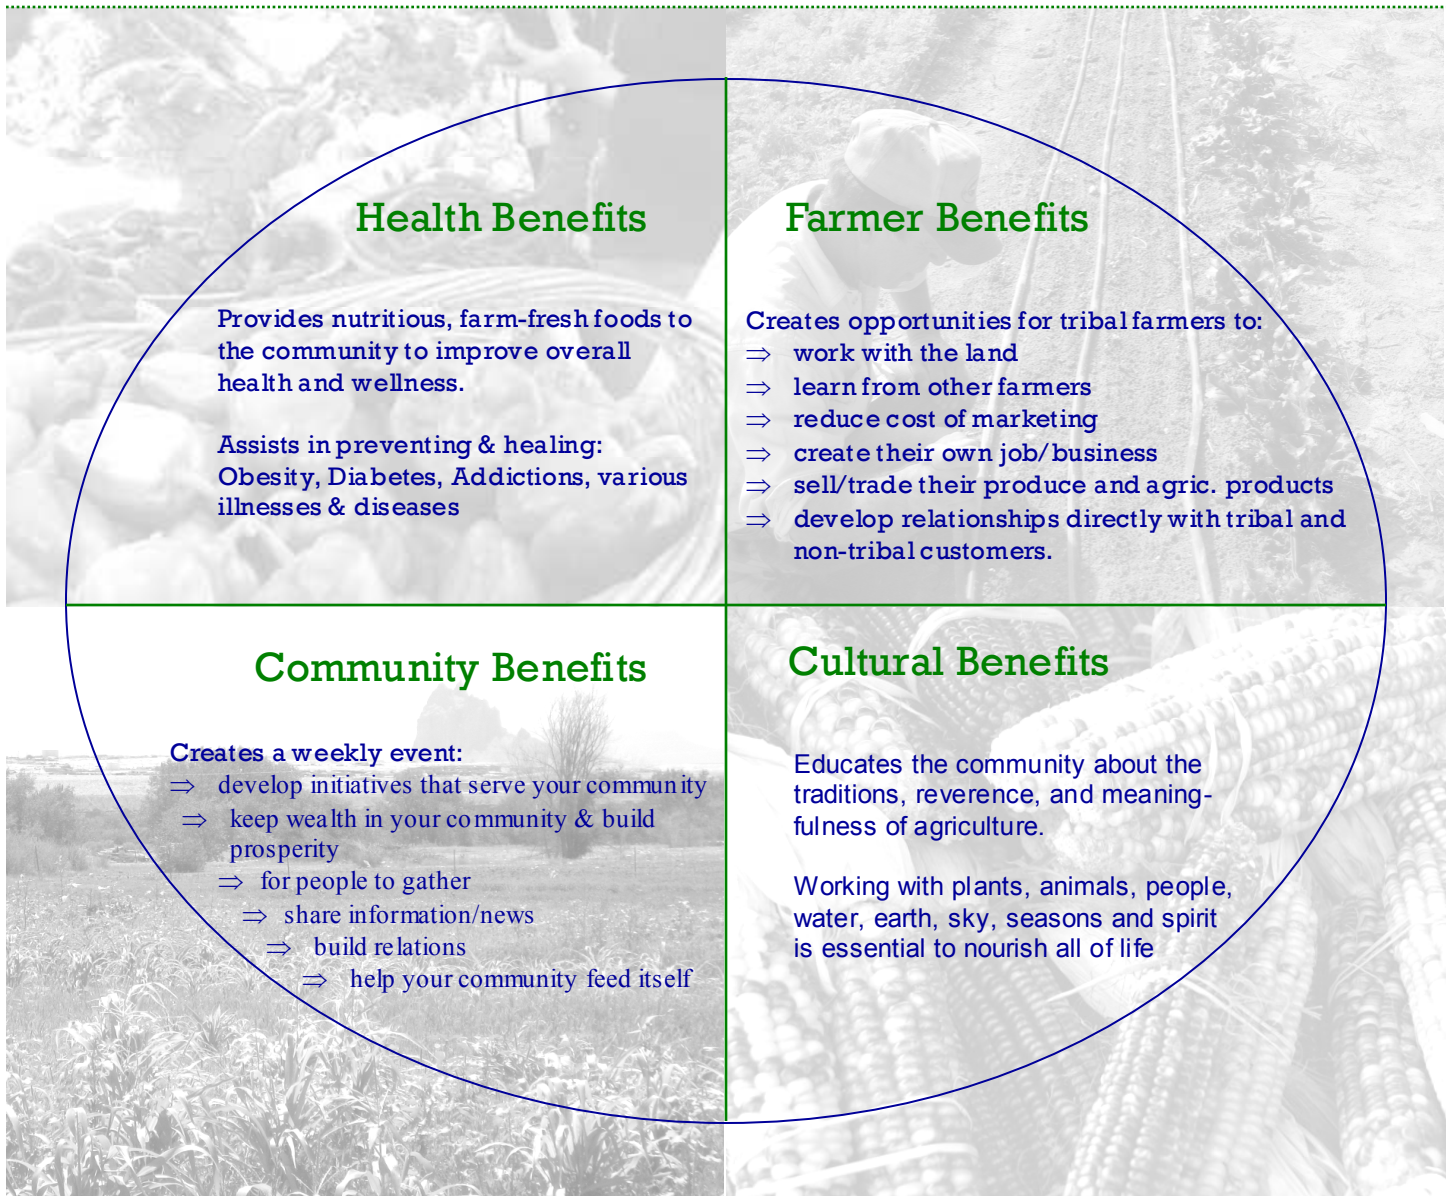 Health Benefits
Provides nutritious, farm-fresh foods to
the community to improve overall
health and wellness.
Assists in preventing & healing:
Obesity, Diabetes, Addictions, various
illnesses & diseases
Farmer Benefits
Creates opportunities for tribal farmers to:
⇒ work with the land
⇒ learn from other farmers
⇒ reduce cost of marketing
⇒ create their own job/business
⇒ sell/trade their produce and agric. products
⇒ develop relationships directly with tribal and
non-tribal customers.
Community Benefits
Creates a weekly event:
⇒ develop initiatives that serve your community
⇒ keep wealth in your community & build
prosperity
⇒ for people to gather
⇒ share information/news
⇒ build relations
⇒ help your community feed itself
Cultural Benefits
Educates the community about the
traditions, reverence, and meaning-
fulness of agriculture.
Working with plants, animals, people,
water, earth, sky, seasons and spirit
is essential to nourish all of life